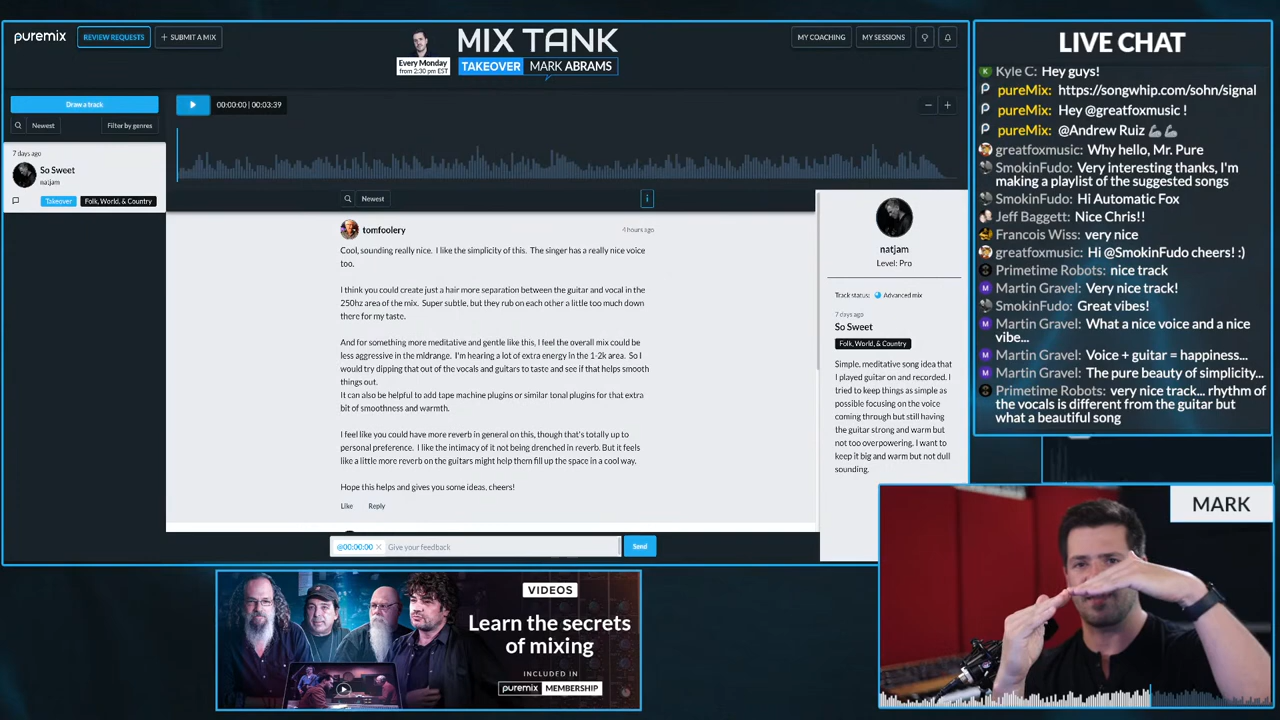 puremix
REVIEW REQUESTS
+ SUBMIT A MIX
Every Monday
from 2:30 pm EST
MIX TANK
TAKEOVER MARK ABRAMS
MY COACHING
MY SESSIONS
Draw a track
Newest
Filter by genres
7 days ago
So Sweet
natjam
Takeover
Folk, World, & Country
00:00:00 | 00:03:39
Newest
i
tomfoolery
4 hours ago
Cool, sounding really nice. I like the simplicity of this. The singer has a really nice voice
too.
I think you could create just a hair more separation between the guitar and vocal in the
250hz area of the mix. Super subtle, but they rub on each other a little too much down
there for my taste.
And for something more meditative and gentle like this, I feel the overall mix could be
less aggressive in the mldrange. I'm hearing a lot of extra energy in the 1-2k area. So I
would try dipping that out of the vocals and guitars to taste and see if that helps smooth
things out.
It can also be helpful to add tape machine plugins or similar tonal plugins for that extra
bit of smoothness and warmth.
I feel like you could have more reverb in general on this, though that's totally up to
personal preference. I like the intimacy of it not being drenched in reverb. But it feels
like a little more reverb on the guitars might help them fill up the space in a cool way.
Hope this helps and gives you some ideas, cheers!
Like
Reply
@00:00:00 ×
Give your feedback
Send
natjam
Level: Pro
Track status: Advanced mix
7 days ago
So Sweet
Folk, World, & Country
Simple, meditative song idea that
I played guitar on and recorded. I
tried to keep things as simple as
possible focusing on the voice
coming through but still having
the guitar strong and warm but
not too overpowering. I want to
keep it big and warm but not dull
sounding.
LIVE CHAT
K Kyle C: Hey guys!
pureMix: https://songwhip.com/sohn/signal
pureMix: Hey @greatfoxmusic !
pureMix: @Andrew Ruiz 💪💪
greatfoxmusic: Why hello, Mr. Pure
SmokinFudo: Very interesting thanks, I'm
making a playlist of the suggested songs
SmokinFudo: Hi Automatic Fox
Jeff Baggett: Nice Chris!!
Francois Wiss: very nice
greatfoxmusic: Hi @SmokinFudo cheers! :)
Primetime Robots: nice track
M Martin Gravel: Very nice track!
SmokinFudo: Great vibes!
M Martin Gravel: What a nice voice and a nice
vibe...
M Martin Gravel: Voice + guitar = happiness...
M Martin Gravel: The pure beauty of simplicity...
Primetime Robots: very nice track... rhythm of
the vocals is different from the guitar but
what a beautiful song
MARK
VIDEOS
Learn the secrets
of mixing
INCLUDED IN
puremix MEMBERSHIP